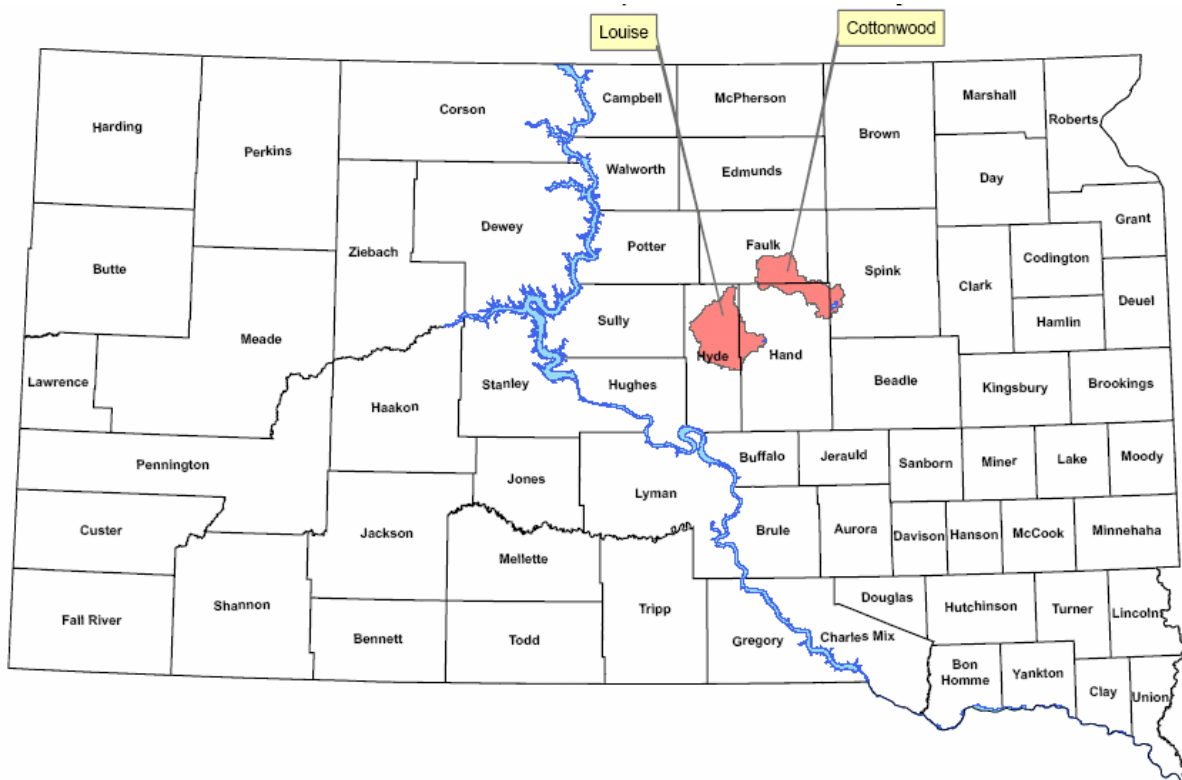 Louise
Cottonwood
Harding
Perkins
Corson
Campbell
McPherson
Brown
Marshall
Roberts
Walworth
Edmunds
Day
Dewey
Ziebach
Potter
Faulk
Spink
Grant
Codington
Clark
Butte
Meade
Sully
Hyde
Hand
Hamlin
Deuel
Lawrence
Haakon
Stanley
Hughes
Beadle
Kingsbury
Brookings
Pennington
Jones
Lyman
Buffalo
Jerauld
Sanborn
Miner
Lake
Moody
Custer
Jackson
Mellette
Brule
Aurora
Davison
Hanson
McCook
Minnehaha
Fall River
Shannon
Bennett
Todd
Tripp
Gregory
Charles Mix
Douglas
Hutchinson
Turner
Lincoln
Bon
Homme
Yankton
Clay
Union